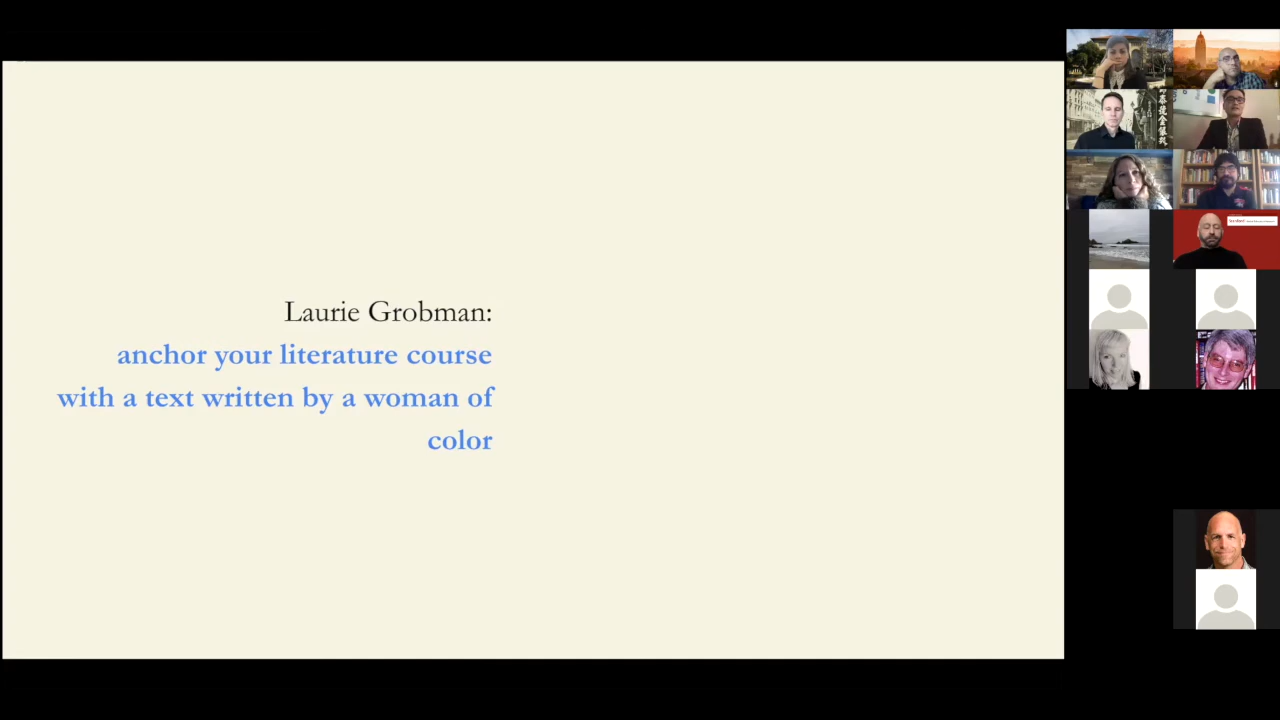 Laurie Grobman:
anchor your literature course
with a text written by a woman of
color